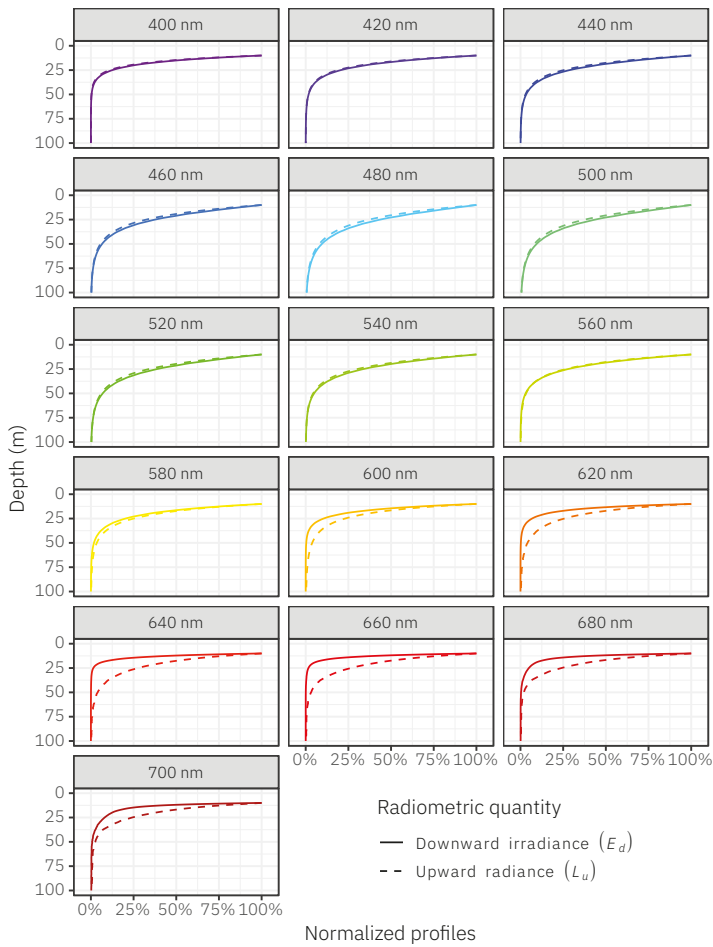 400 nm 420 nm 440 nm
0
25
50
75
100
460 nm 480 nm 500 nm
0
25
50
75
100
520 nm 540 nm 560 nm
0
25
50
75
100
Depth (m)
580 nm 600 nm 620 nm
0
25
50
75
100
640 nm 660 nm 680 nm
0
25
50
75
100
0% 25% 50% 75% 100% 0% 25% 50% 75% 100%
700 nm
0
25
50
75
100
0% 25% 50% 75% 100%
Radiometric quantity
Downward irradiance (E_d)
Upward radiance (L_u)
Normalized profiles